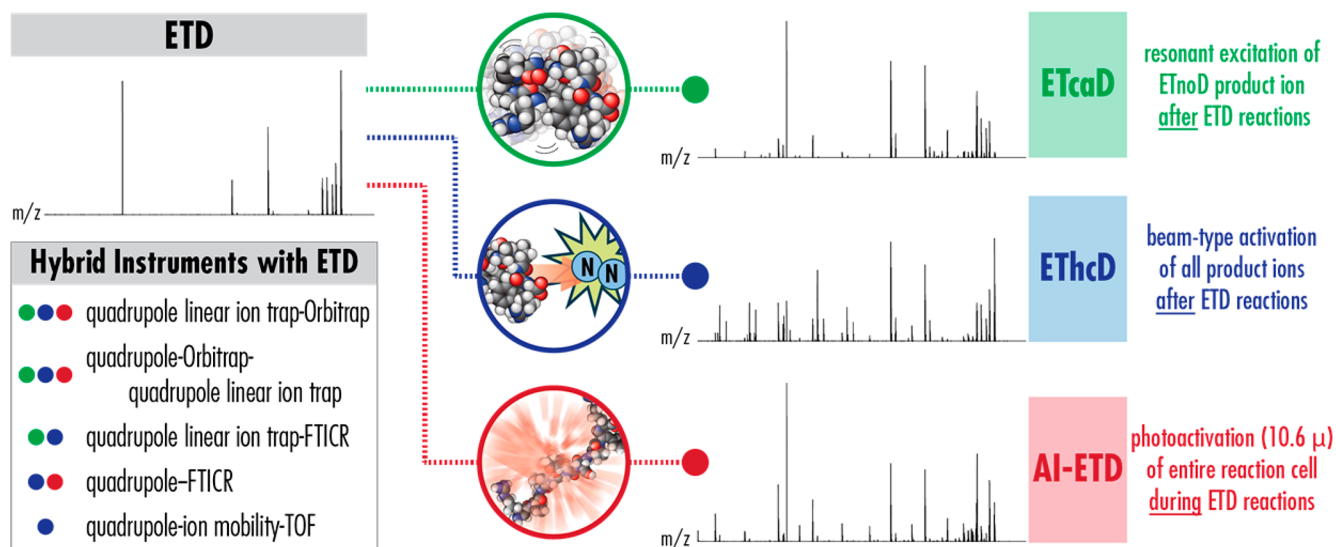 ETD
m/z
Hybrid Instruments with ETD
quadrupole linear ion trap-Orbitrap
quadrupole-Orbitrap-
quadrupole linear ion trap
quadrupole linear ion trap-FTICR
quadrupole–FTICR
quadrupole-ion mobility-TOF
m/z
ETcaD
resonant excitation of
ETnoD product ion
after ETD reactions
N
N
m/z
EThcD
beam-type activation
of all product ions
after ETD reactions
m/z
AI-ETD
photoactivation (10.6 μ)
of entire reaction cell
during ETD reactions